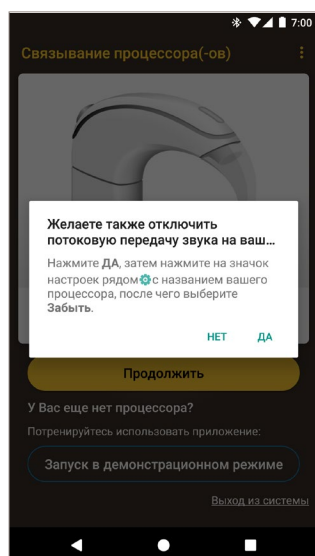 7:00
Связывание процессора(-ов)
Желаете также отключить
потоковую передачу звука на ваш...
Нажмите ДА, затем нажмите на значок
настроек рядом с названием вашего
процессора, после чего выберите
Забыть.
НЕТ ДА
Продолжить
У Вас еще нет процессора?
Потренируйтесь использовать приложение:
Запуск в демонстрационном режиме
Выход из системы